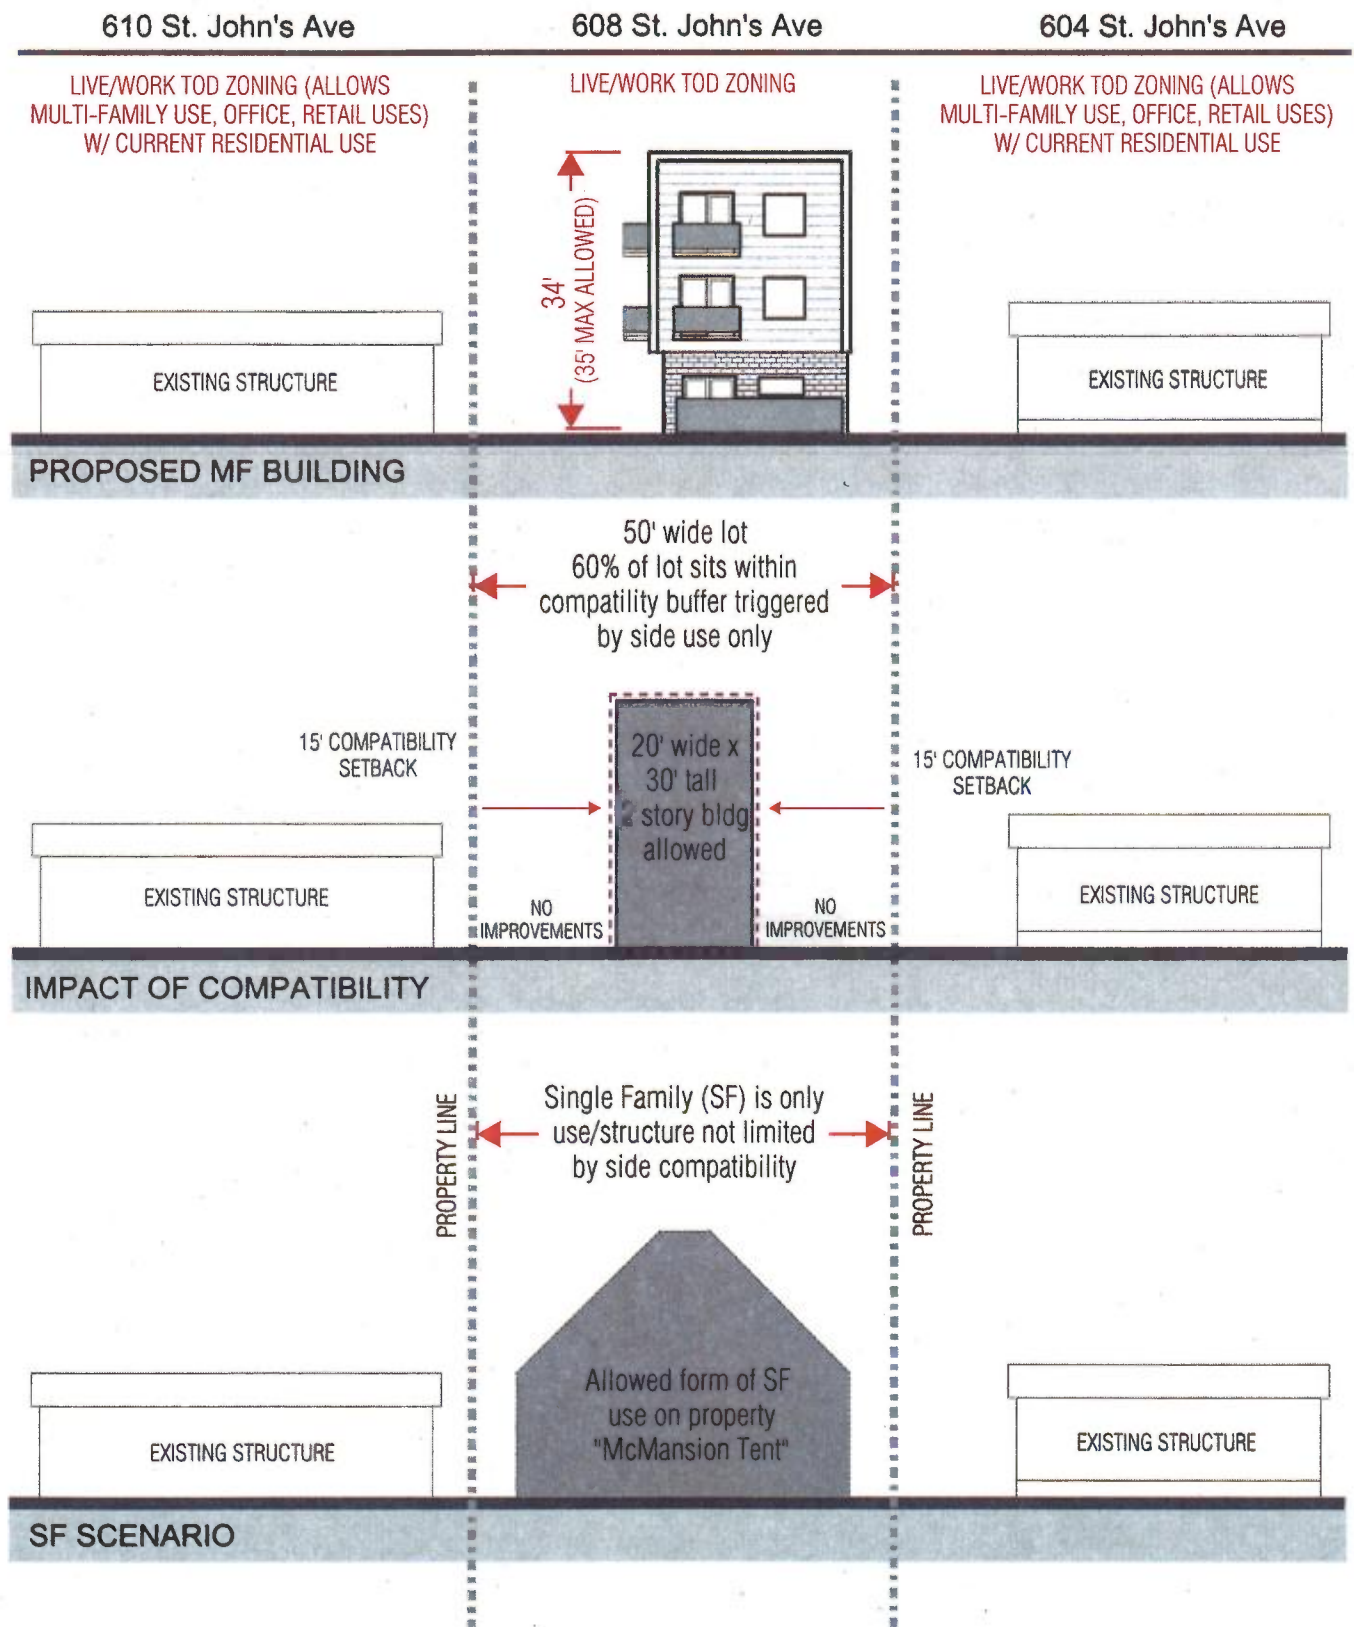 610 St. John's Ave
608 St. John's Ave
604 St. John's Ave
LIVE/WORK TOD ZONING (ALLOWS
MULTI-FAMILY USE, OFFICE, RETAIL USES)
W/ CURRENT RESIDENTIAL USE
LIVE/WORK TOD ZONING
LIVE/WORK TOD ZONING (ALLOWS
MULTI-FAMILY USE, OFFICE, RETAIL USES)
W/ CURRENT RESIDENTIAL USE
34'
(35' MAX ALLOWED)
EXISTING STRUCTURE
EXISTING STRUCTURE
PROPOSED MF BUILDING
50' wide lot
60% of lot sits within
compatility buffer triggered
by side use only
15' COMPATIBILITY
SETBACK
20' wide x
30' tall
2 story bldg
allowed
15' COMPATIBILITY
SETBACK
EXISTING STRUCTURE
NO
IMPROVEMENTS
NO
IMPROVEMENTS
EXISTING STRUCTURE
IMPACT OF COMPATIBILITY
PROPERTY LINE
Single Family (SF) is only
use/structure not limited
by side compatibility
PROPERTY LINE
Allowed form of SF
use on property
"McMansion Tent"
EXISTING STRUCTURE
EXISTING STRUCTURE
SF SCENARIO